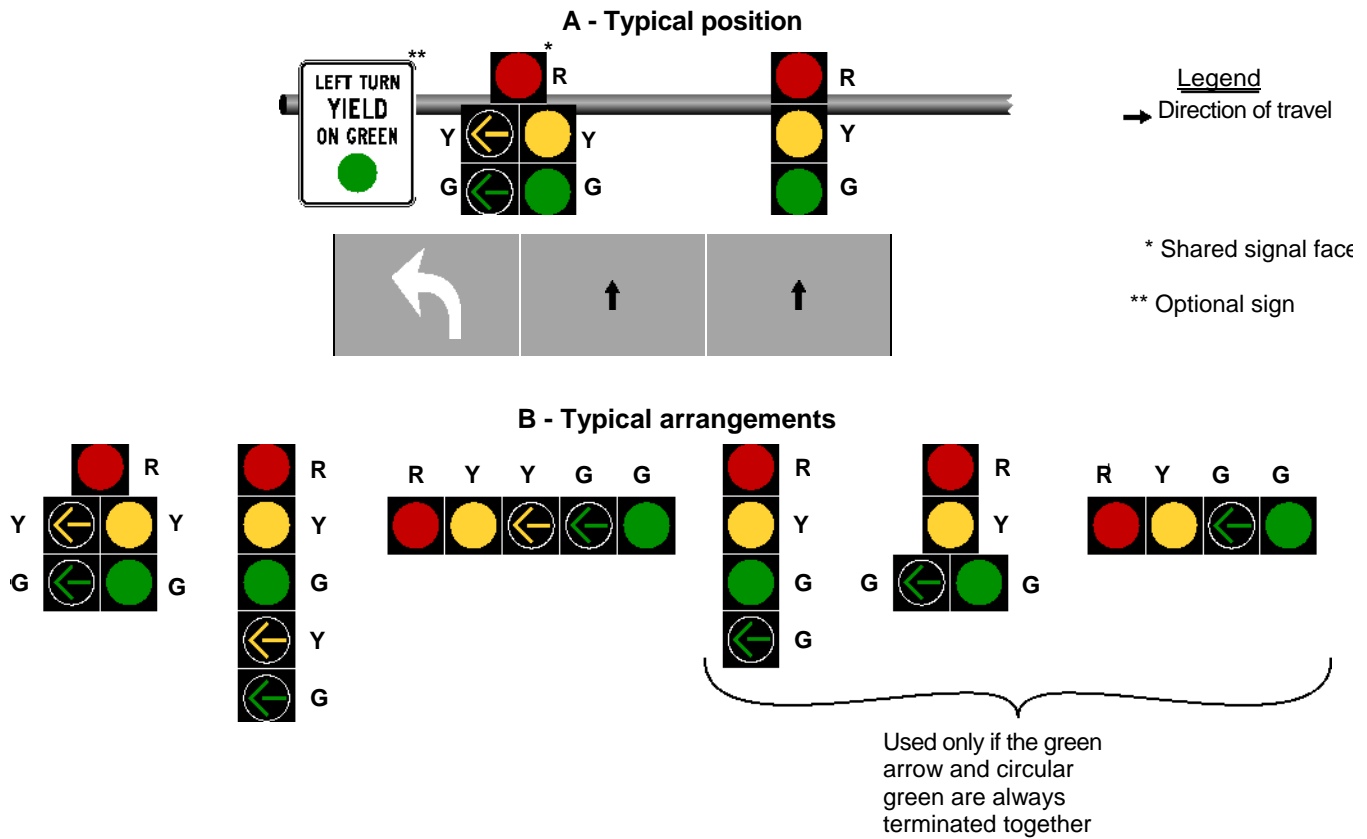 A - Typical position
**
LEFT TURN
YIELD
ON GREEN
*
R
Y
Y
G
G
R
Y
G
Legend
Direction of travel
* Shared signal face
** Optional sign
B - Typical arrangements
R
Y
Y
G
G
R
Y
G
Y
G
R Y Y G G
R
Y
G
G
R
Y
G
G
R Y G G
Used only if the green
arrow and circular
green are always
terminated together